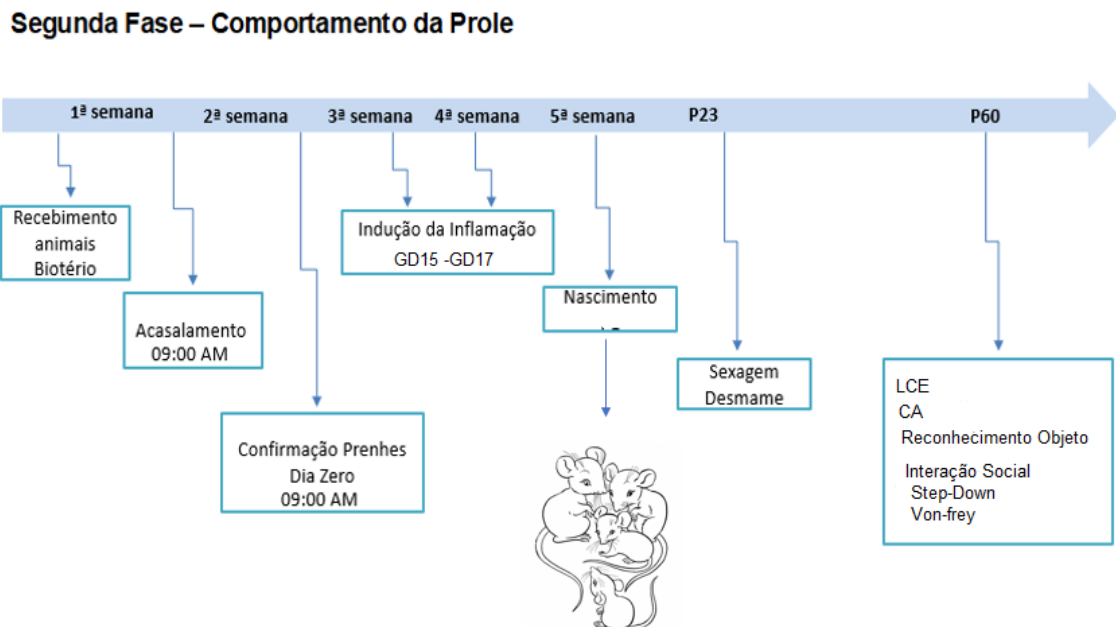 Segunda Fase – Comportamento da Prole
1ª semana
2ª semana
3ª semana
4ª semana
5ª semana
P23
P60
Recebimento
animais
Biotério
Acasalamento
09:00 AM
Confirmação Prenhes
Dia Zero
09:00 AM
Indução da Inflamação
GD15 -GD17
Nascimento
Sexagem
Desmame
LCE
CA
Reconhecimento Objeto
Interação Social
Step-Down
Von-frey